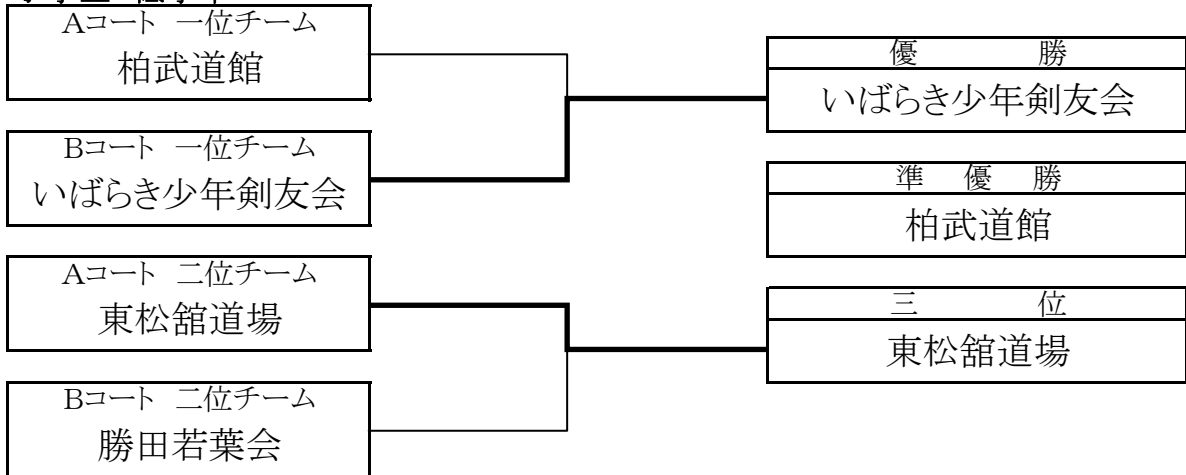 Aコート 一位チーム
柏武道館
Bコート 一位チーム
いばらき少年剣友会
Aコート 二位チーム
東松舘道場
Bコート 二位チーム
勝田若葉会
優 勝
いばらき少年剣友会
準 優 勝
柏武道館
三 位
東松舘道場